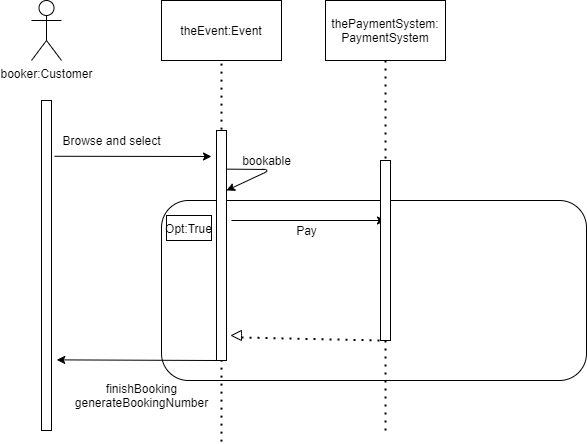 theEvent:Event
thePaymentSystem:
PaymentSystem
booker:Customer
Browse and select
bookable
Opt:True
Pay
finishBooking
generateBookingNumber